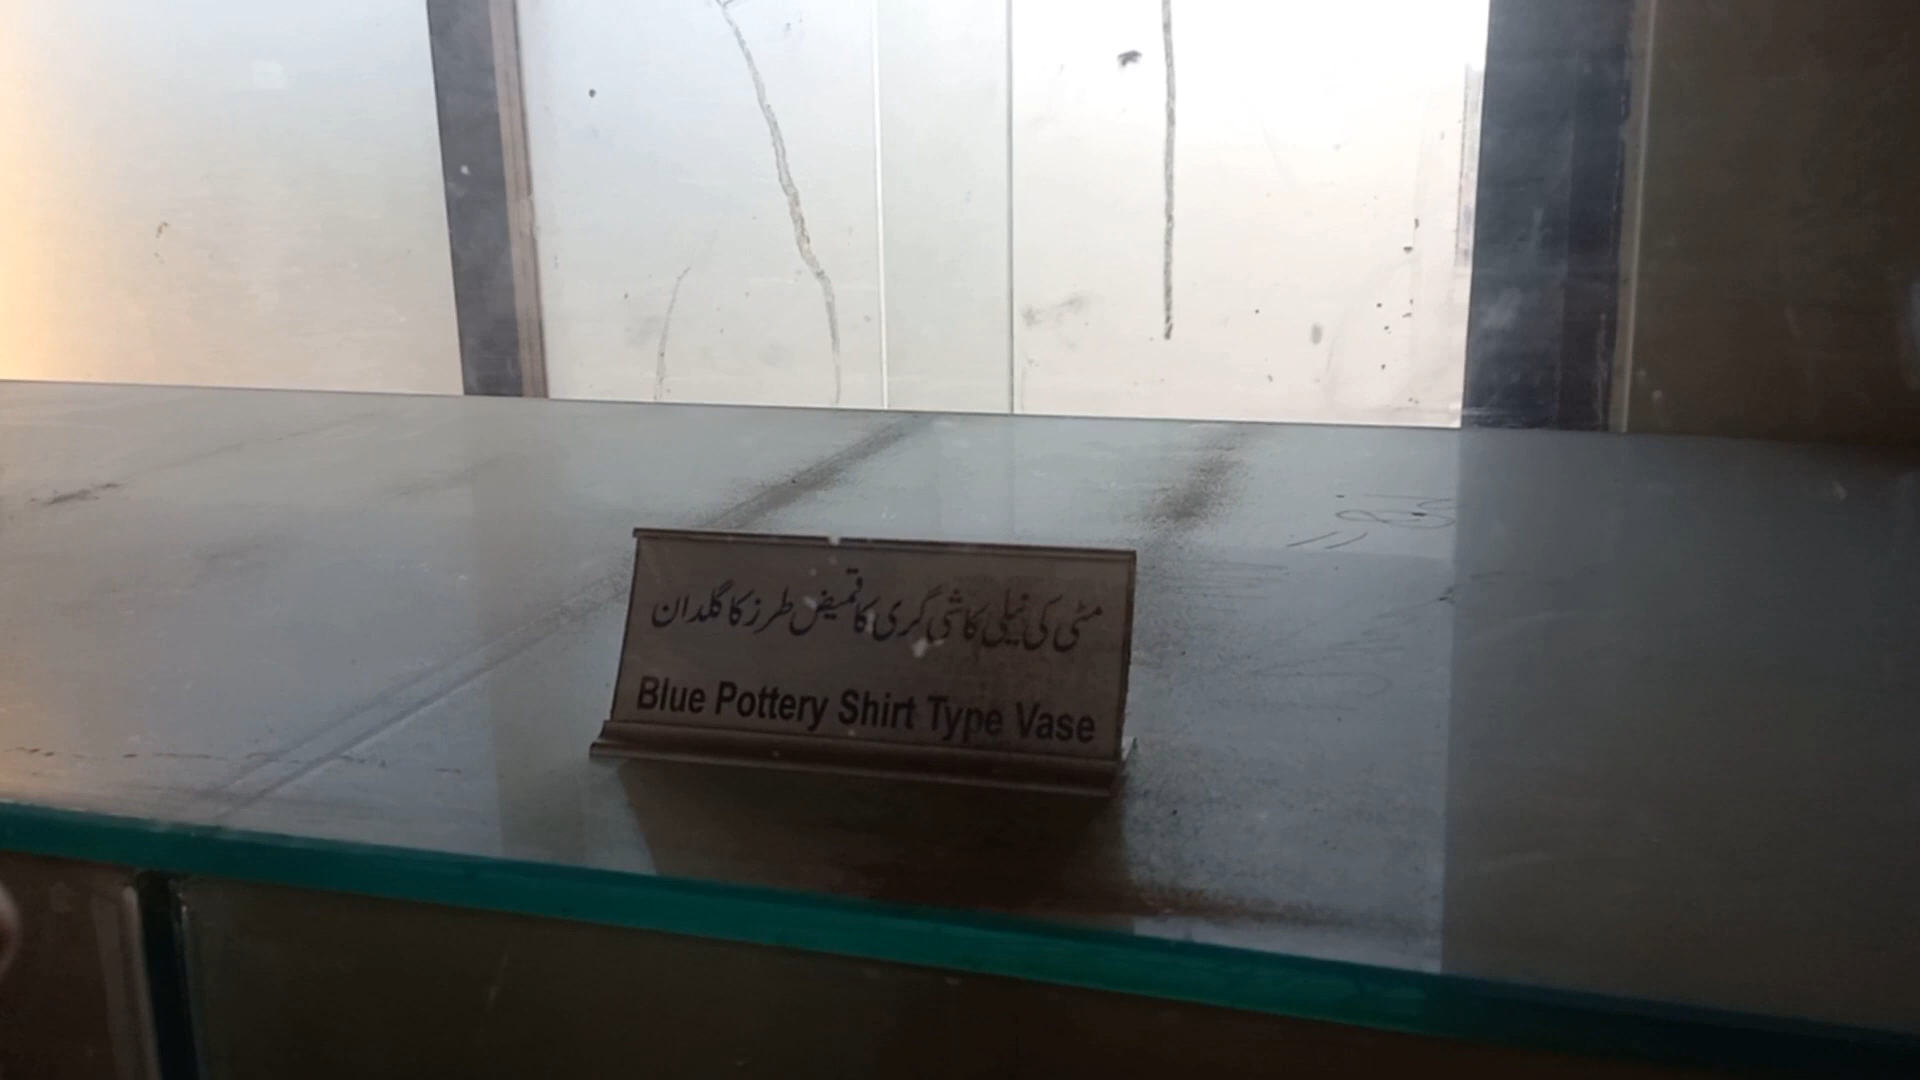 مٹی کی نیلی کاشی گری کا قمیض طرز کا گلدان
Blue Pottery Shirt Type Vase